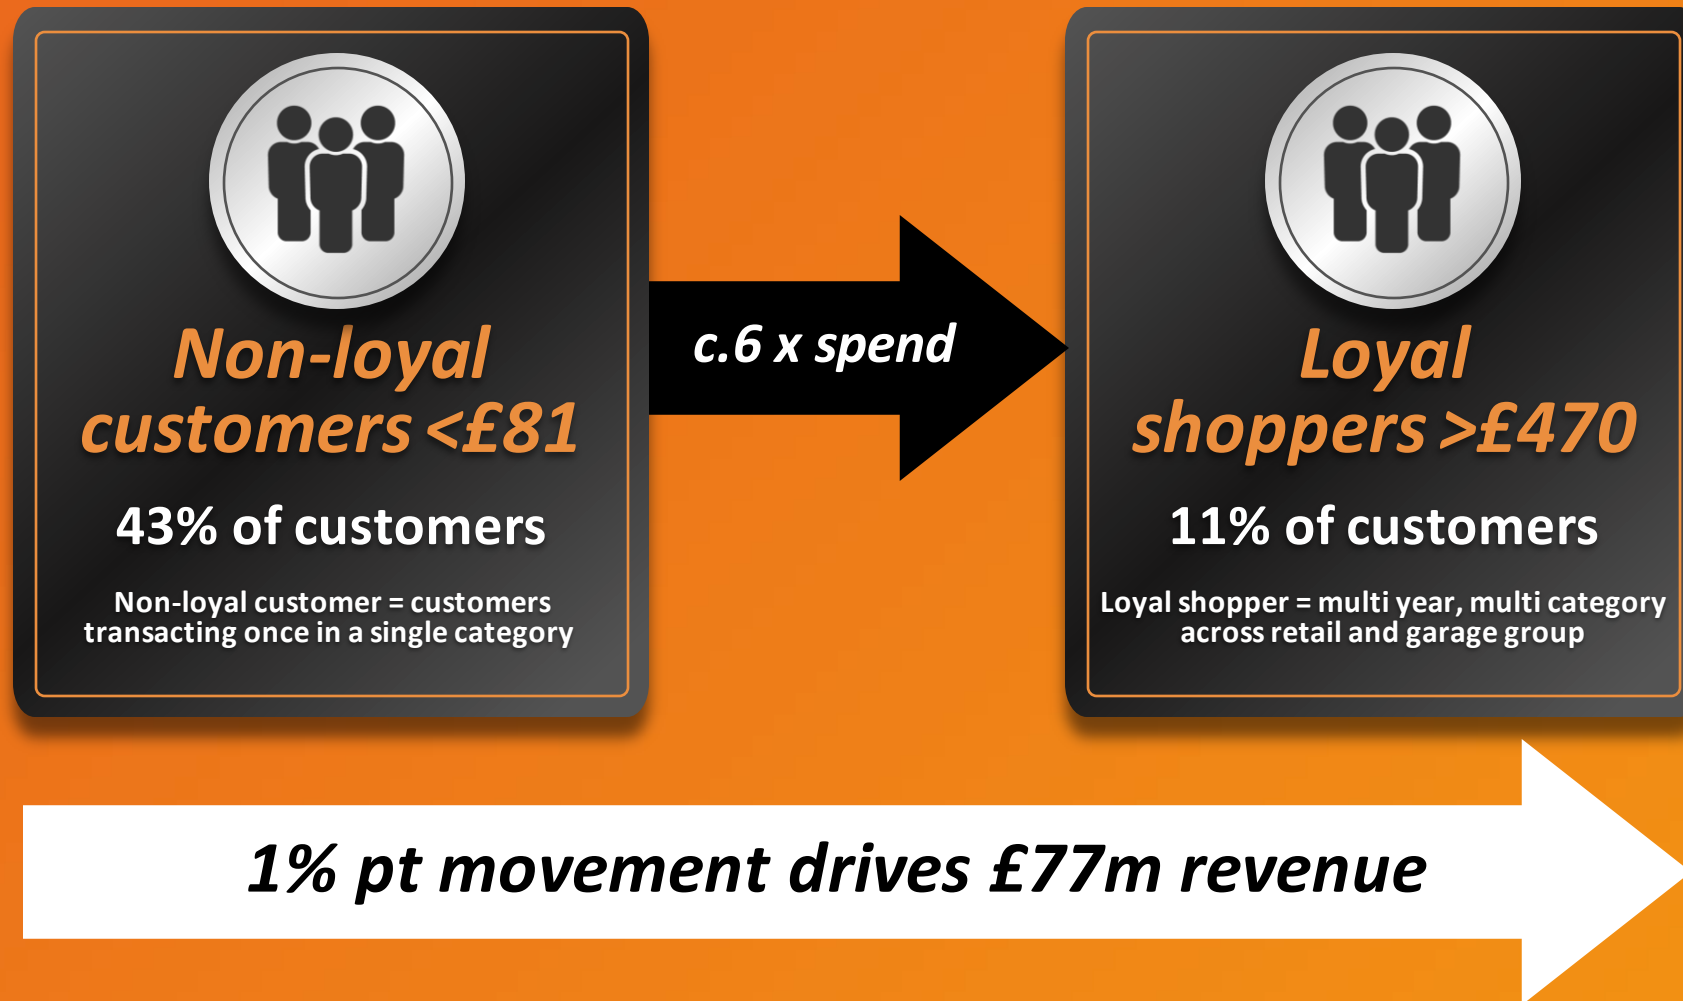 Non-loyal
customers <£81
43% of customers
Non-loyal customer = customers
transacting once in a single category
c.6 x spend
Loyal
shoppers >£470
11% of customers
Loyal shopper = multi year, multi category
across retail and garage group
1% pt movement drives £77m revenue